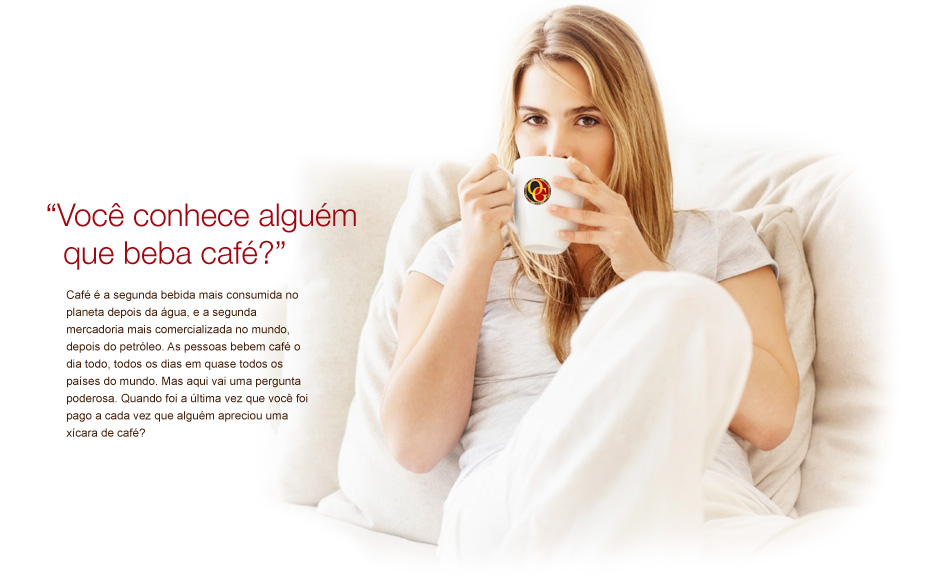 “Você conhece alguém
que beba café?”
Café é a segunda bebida mais consumida no
planeta depois da água, e a segunda
mercadoria mais comercializada no mundo,
depois do petróleo. As pessoas bebem café o
dia todo, todos os dias em quase todos os
países do mundo. Mas aqui vai uma pergunta
poderosa. Quando foi a última vez que você foi
pago a cada vez que alguém apreciou uma
xícara de café?